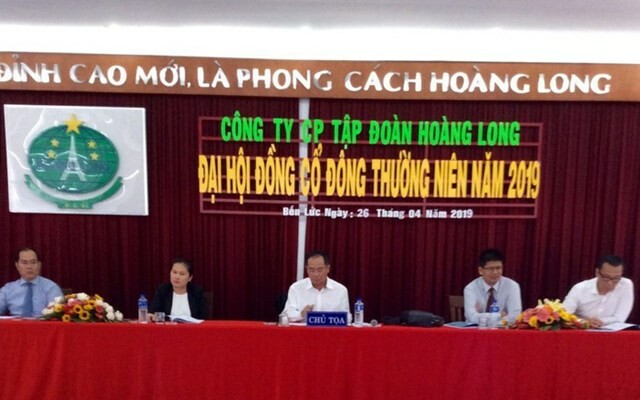 ĐỈNH CAO MỚI, LÀ PHONG CÁCH HOÀNG LONG
CÔNG TY CP TẬP ĐOÀN HOÀNG LONG
ĐẠI HỘI ĐỒNG CỔ ĐÔNG THƯỜNG NIÊN NĂM 2019
Bến Lức Ngày : 26 Tháng 04 Năm 2019
CHỦ TỌA